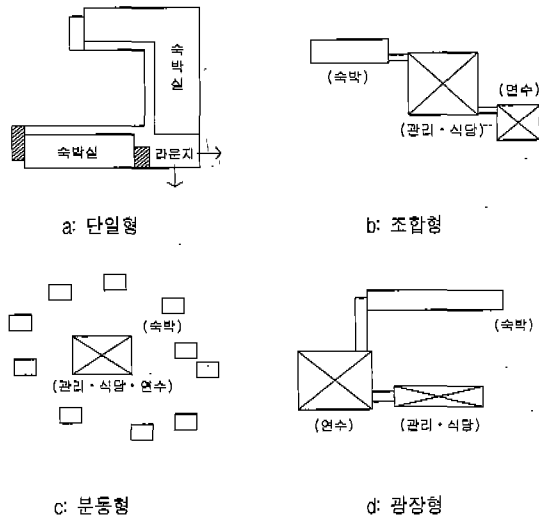 숙
박
실
숙박실
라운지
a: 단일형
(숙박)
(연수)
(관리·식당)
b: 조합형
(숙박)
(관리·식당·연수)
c: 분동형
(숙박)
(연수)
(관리·식당)
d: 광장형